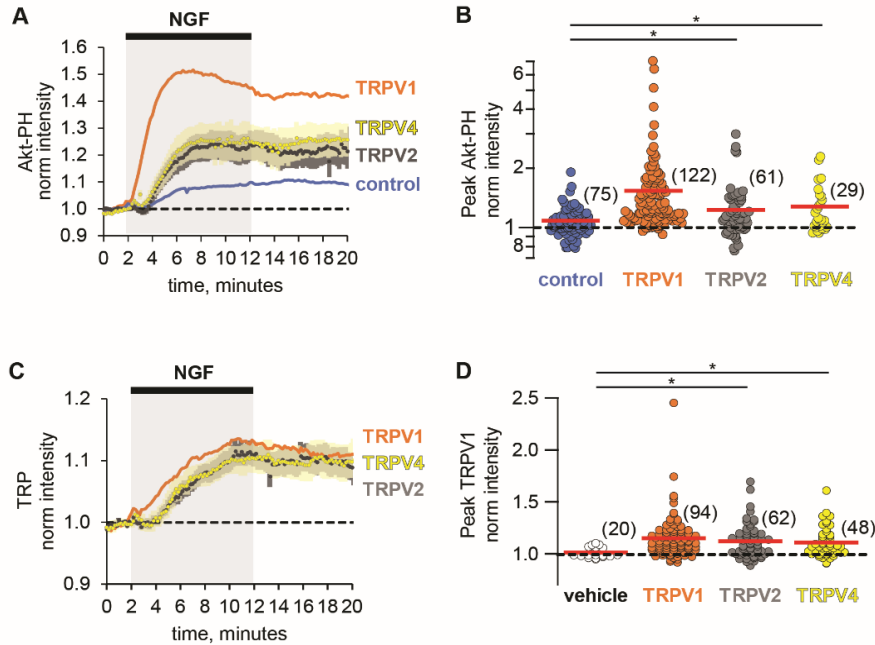 A
NGF
1.6
1.5
1.4
1.3
1.2
1.1
1.0
0.9
Akt-PH
norm intensity
TRPV1
TRPV4
TRPV2
control
0 2 4 6 8 10 12 14 16 18 20
time, minutes
B
*
*
6
4
2
1
8
6
Peak Akt-PH
norm intensity
(75)
(122)
(61)
(29)
control TRPV1 TRPV2 TRPV4
C
NGF
1.2
1.1
1.0
0.9
TRP
norm intensity
TRPV1
TRPV4
TRPV2
0 2 4 6 8 10 12 14 16 18 20
time, minutes
D
*
*
2.5
2.0
1.5
1.0
Peak TRPV1
norm intensity
(20)
(94)
(62)
(48)
vehicle TRPV1 TRPV2 TRPV4